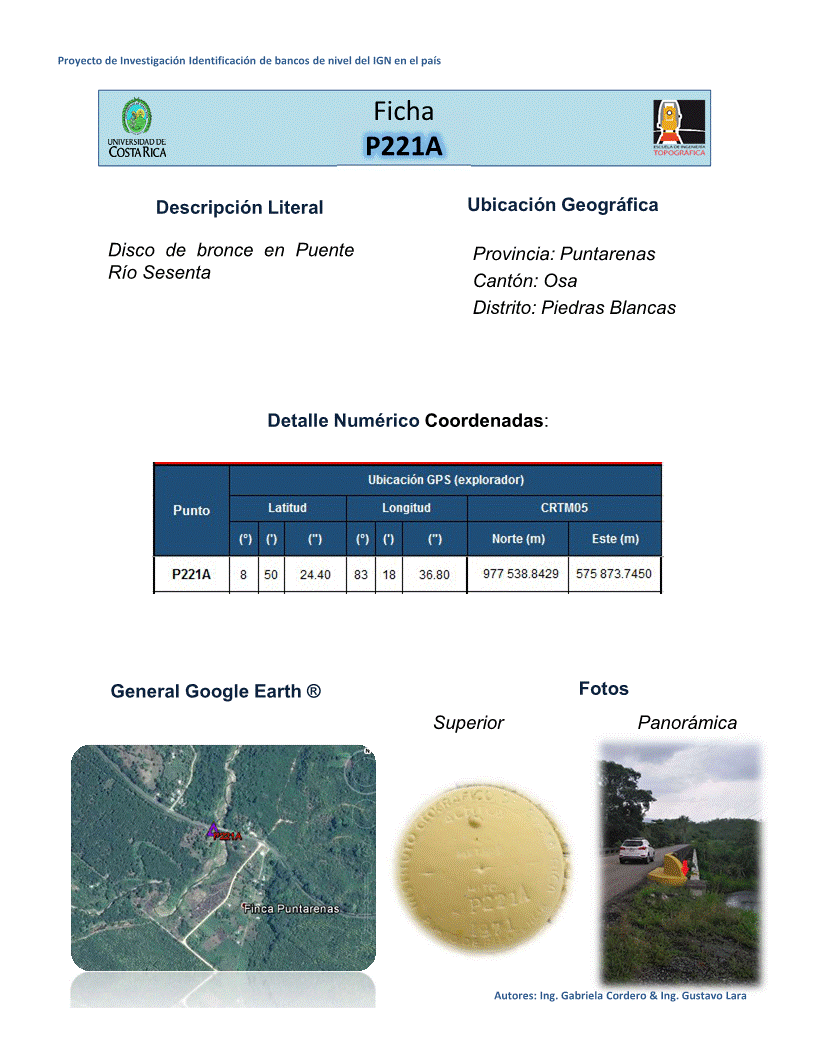 Proyecto de Investigación Identificación de bancos de nivel del IGN en el país
Ficha
P221A
UNIVERSIDAD DE
COSTA RICA
ESCUELA DE INGENIERÍA
TOPOGRÁFICA
Descripción Literal
Disco de bronce en Puente
Río Sesenta
Ubicación Geográfica
Provincia: Puntarenas
Cantón: Osa
Distrito: Piedras Blancas
Detalle Numérico Coordenadas:
Punto
Ubicación GPS (explorador)
Latitud Longitud CRTM05
(°) (') (") (°) (') (") Norte (m) Este (m)
P221A 8 50 24.40 83 18 36.80 977 538.8429 575 873.7450
General Google Earth ®
Fotos
Superior Panorámica
P221A
Finca Puntarenas
INSTITUTO GEOGRAFICO
P221A
1971
Autores: Ing. Gabriela Cordero & Ing. Gustavo Lara